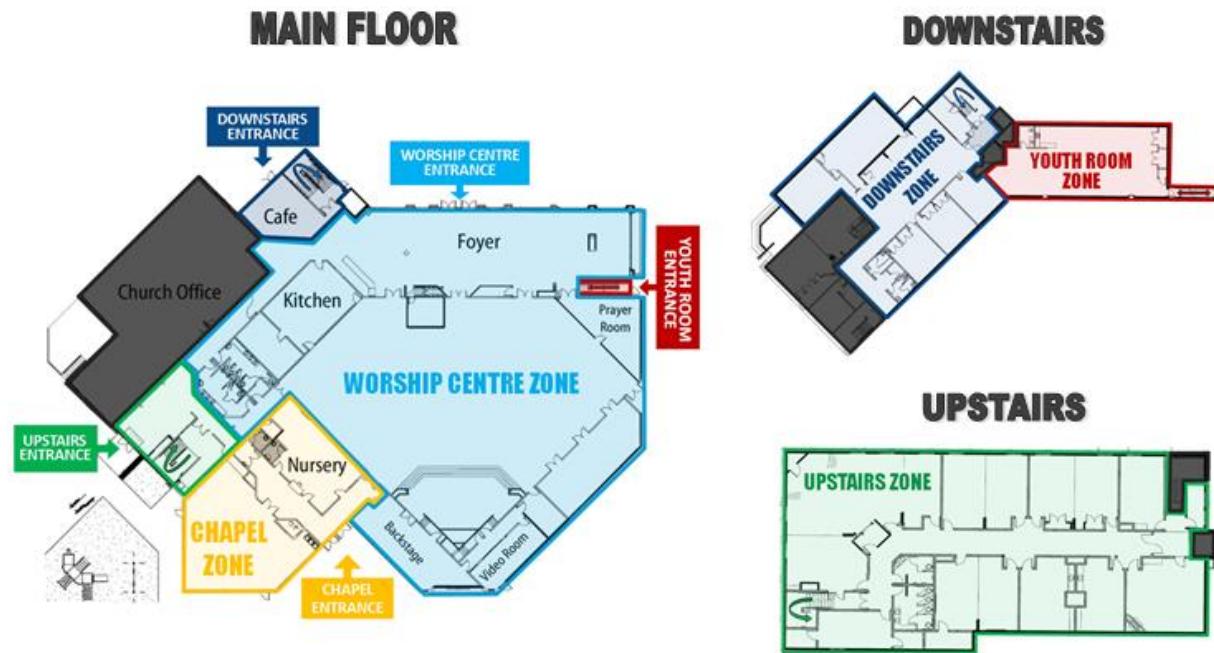 MAIN FLOOR
DOWNSTAIRS
ENTRANCE
WORSHIP CENTRE
ENTRANCE
Cafe
Foyer
YOUTH ROOM
ENTRANCE
Church Office
Kitchen
Prayer
Room
WORSHIP CENTRE ZONE
UPSTAIRS
ENTRANCE
Nursery
CHAPEL
ZONE
Backstage
Video Room
CHAPEL
ENTRANCE
DOWNSTAIRS
DOWNSTAIRS
ZONE
YOUTH ROOM
ZONE
UPSTAIRS
UPSTAIRS ZONE